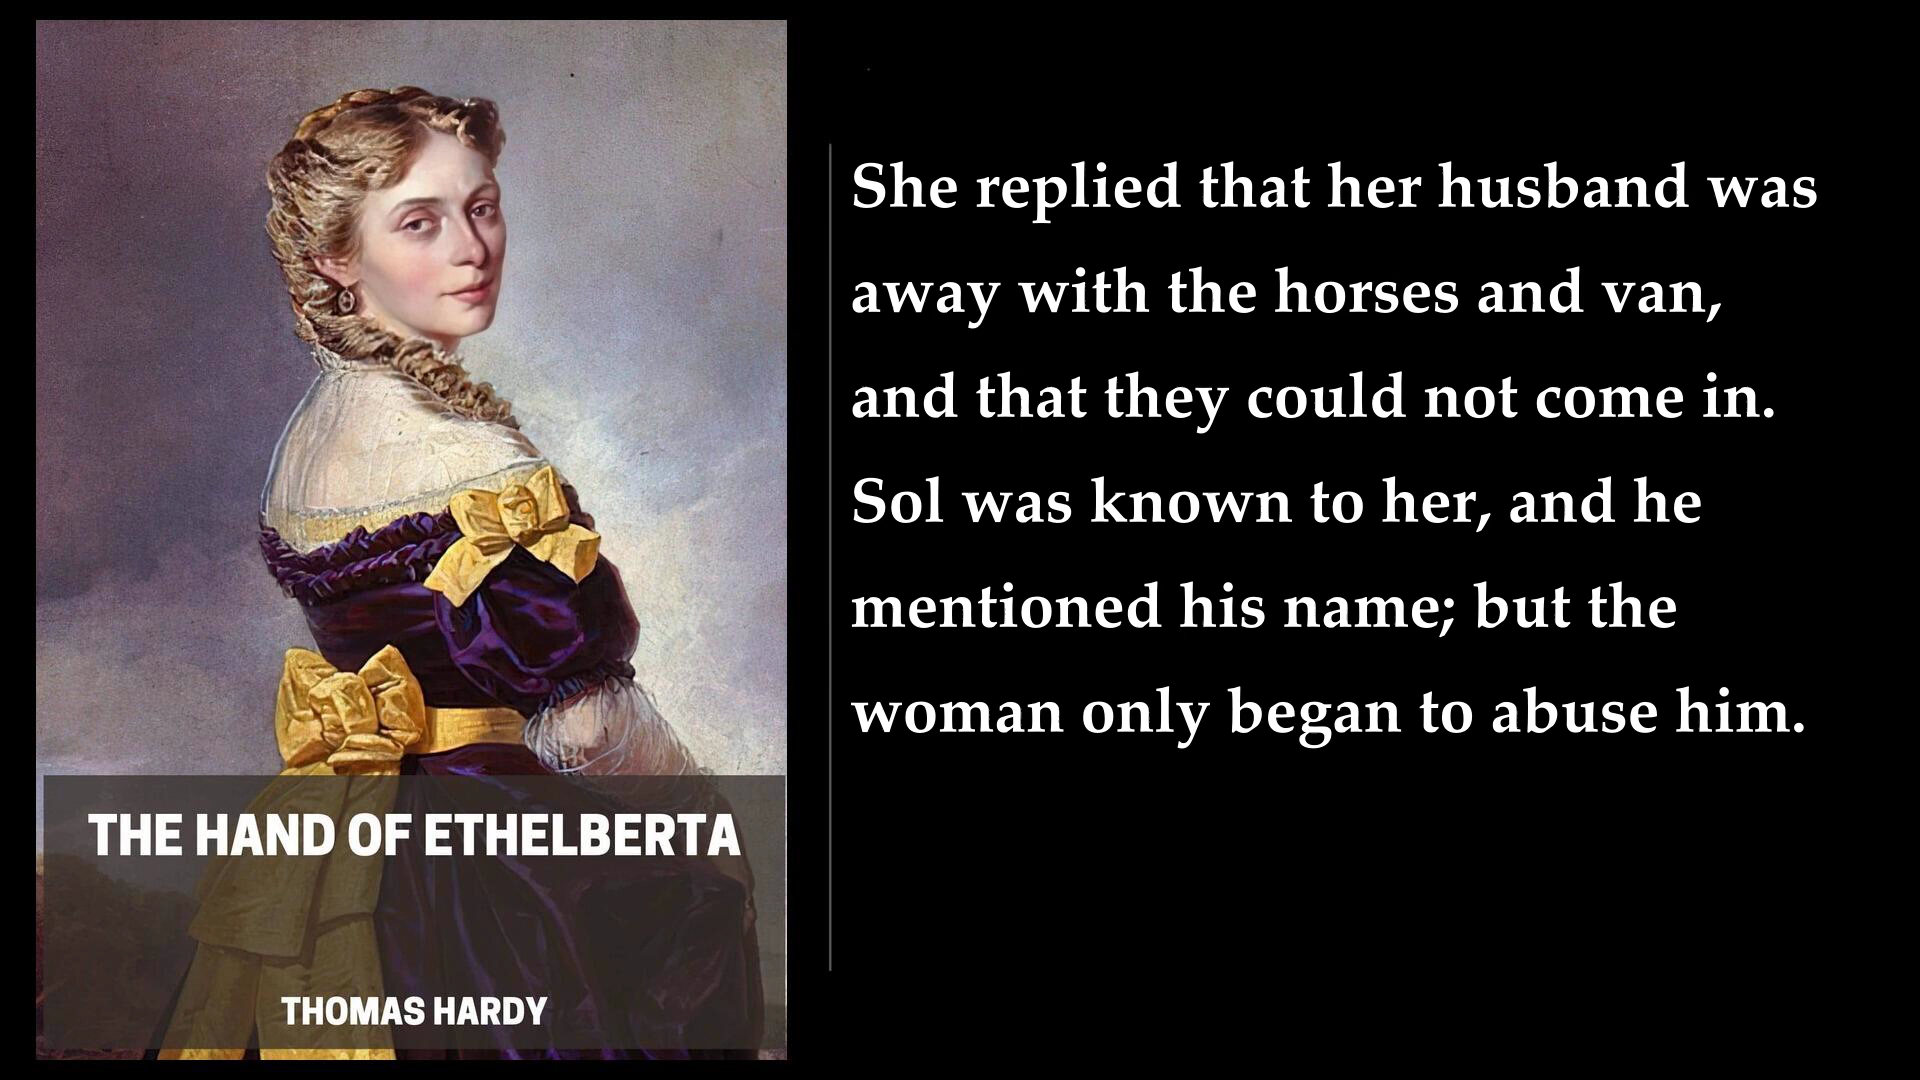 THE HAND OF ETHELBERTA
THOMAS HARDY
She replied that her husband was
away with the horses and van,
and that they could not come in.
Sol was known to her, and he
mentioned his name; but the
woman only began to abuse him.